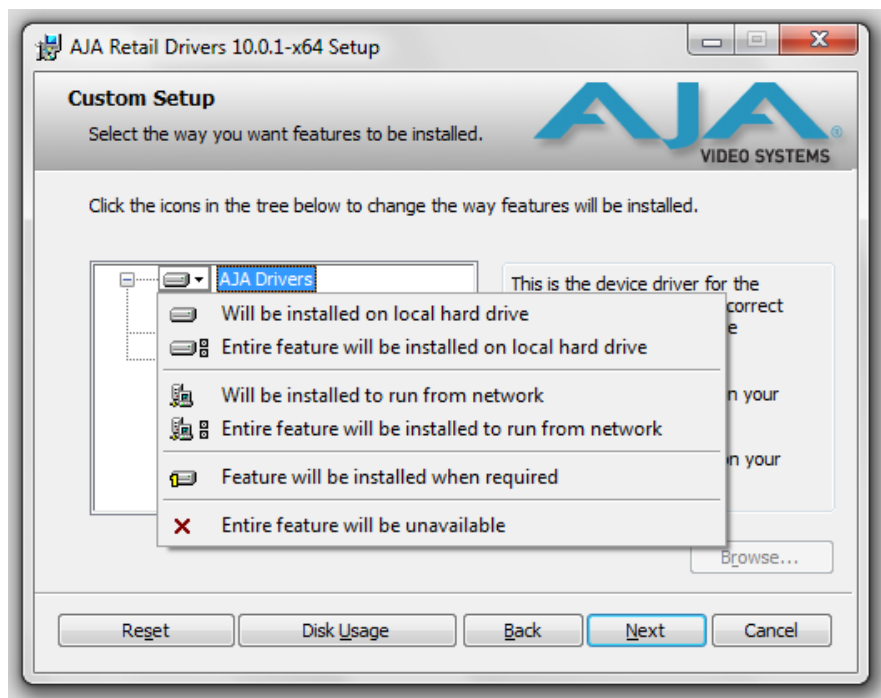 AJA Retail Drivers 10.0.1-x64 Setup
Custom Setup
Select the way you want features to be installed.
AJA
®
VIDEO SYSTEMS
Click the icons in the tree below to change the way features will be installed.
AJA Drivers
This is the device driver for the
correct
e
n your
on your
Will be installed on local hard drive
Entire feature will be installed on local hard drive
Will be installed to run from network
Entire feature will be installed to run from network
Feature will be installed when required
Entire feature will be unavailable
Browse...
Reset
Disk Usage
Back
Next
Cancel